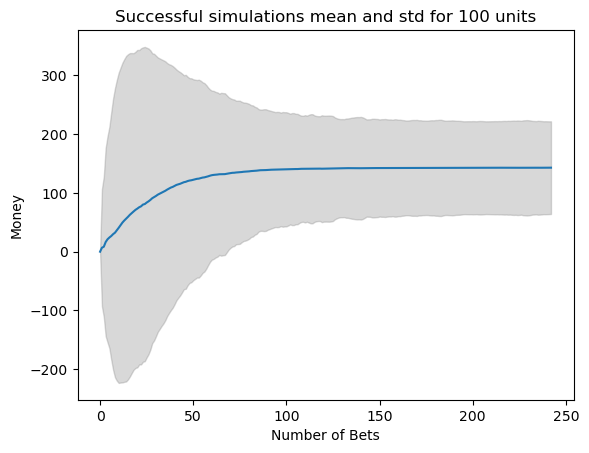 Successful simulations mean and std for 100 units
Money
300
200
100
0
−100
−200
0 50 100 150 200 250
Number of Bets